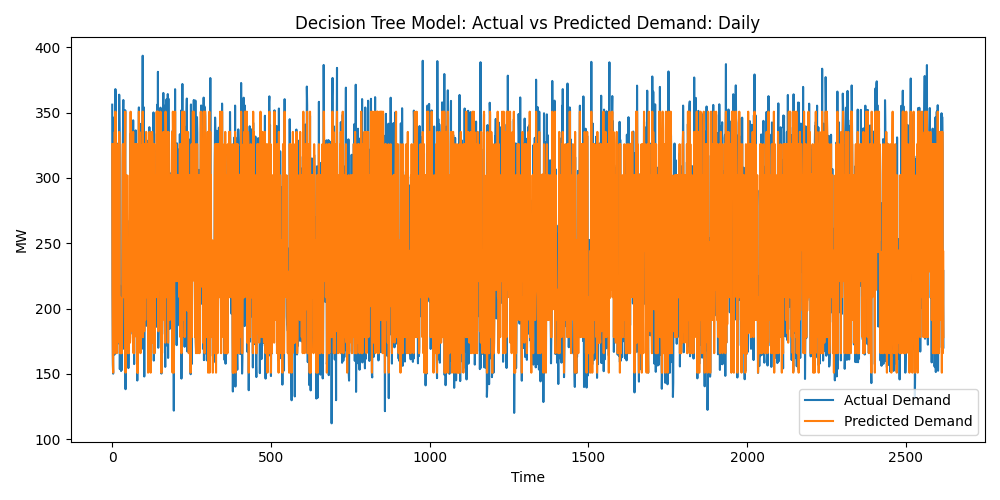 Decision Tree Model: Actual vs Predicted Demand: Daily
400
350
300
250
200
150
100
MW
0 500 1000 1500 2000 2500
Time
Actual Demand
Predicted Demand